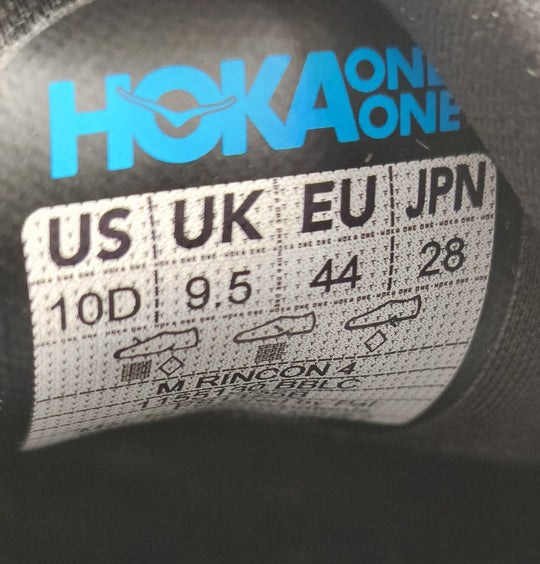 HOKA ONE ONE
US UK EU JPN
10D 9.5 44 28
M RINCON 4